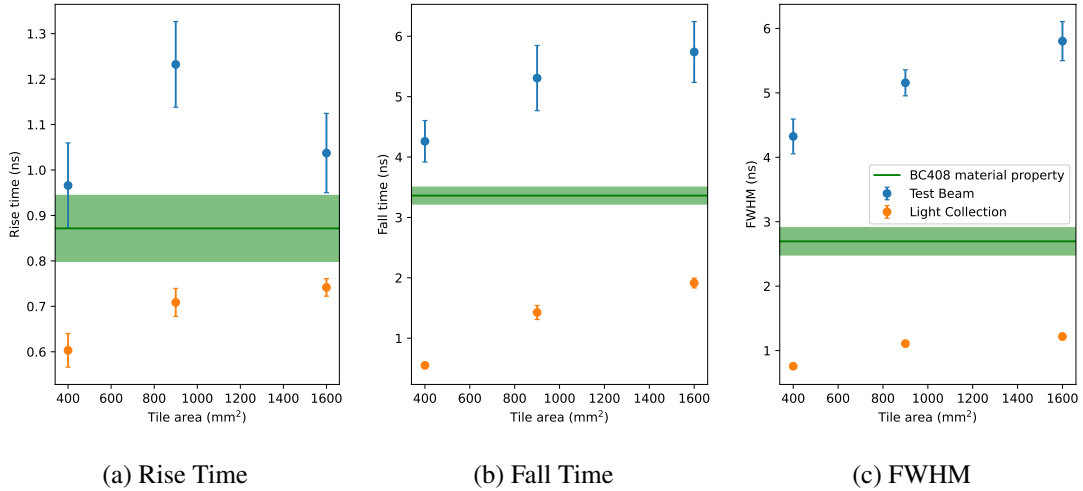 1.3
1.2
1.1
1.0
0.9
0.8
0.7
0.6
Rise time (ns)
400 600 800 1000 1200 1400 1600
Tile area (mm²)
(a) Rise Time
6
5
4
3
2
1
Fall time (ns)
400 600 800 1000 1200 1400 1600
Tile area (mm²)
(b) Fall Time
6
5
4
3
2
1
FWHM (ns)
BC408 material property
Test Beam
Light Collection
400 600 800 1000 1200 1400 1600
Tile area (mm²)
(c) FWHM